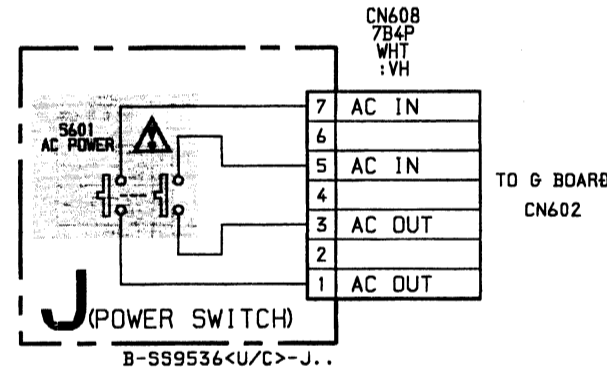 CN608
7B4P
WHT
:VH
S601
AC POWER
7 AC IN
6
5 AC IN
4
3 AC OUT
2
1 AC OUT
TO G BOARD
CN602
J (POWER SWITCH)
B-SS9536<U/C>-J..